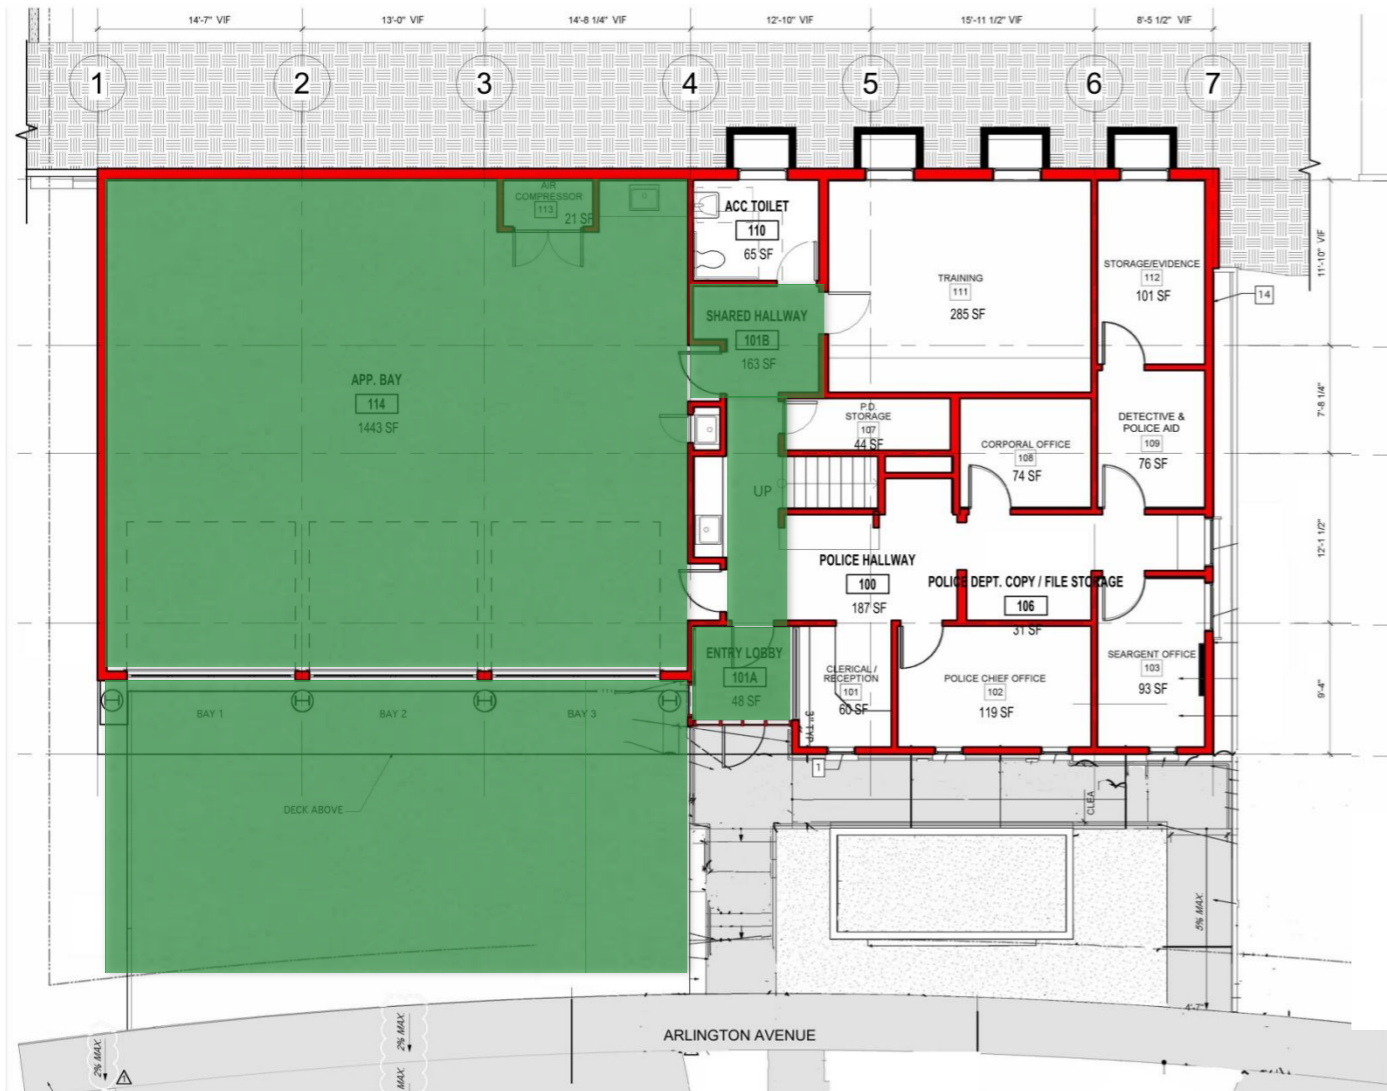 14'-7" VIF
13'-0" VIF
14'-8 1/4" VIF
12'-10" VIF
15'-11 1/2" VIF
8'-5 1/2" VIF
1
2
3
4
5
6
7
AIR
COMPRESSOR
113
21 SF
ACC TOILET
110
65 SF
TRAINING
111
285 SF
STORAGE/EVIDENCE
112
101 SF
11'-10" VIF
14
SHARED HALLWAY
101B
163 SF
APP. BAY
114
1443 SF
P.D.
STORAGE
107
44 SF
CORPORAL OFFICE
108
74 SF
DETECTIVE &
POLICE AID
109
76 SF
7'-8 1/4"
UP
POLICE HALLWAY
100
187 SF
POLICE DEPT. COPY / FILE STORAGE
106
31 SF
12'-1 1/2"
ENTRY LOBBY
101A
48 SF
CLERICAL /
RECEPTION
101
60 SF
POLICE CHIEF OFFICE
102
119 SF
SEARGENT OFFICE
103
93 SF
9'-4"
BAY 1
BAY 2
BAY 3
3" TYP
1
DECK ABOVE
CLEA
5% MAX.
4'-7"
ARLINGTON AVENUE
2% MAX.
2% MAX.
MAX.
1